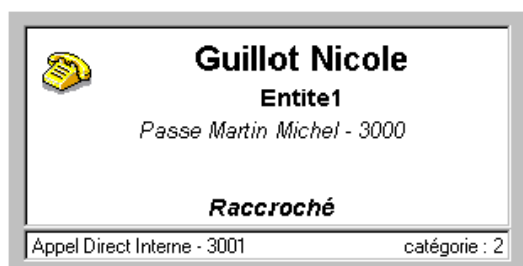 Guillot Nicole
Entite1
Passe Martin Michel - 3000
Raccroché
Appel Direct Interne - 3001 catégorie : 2